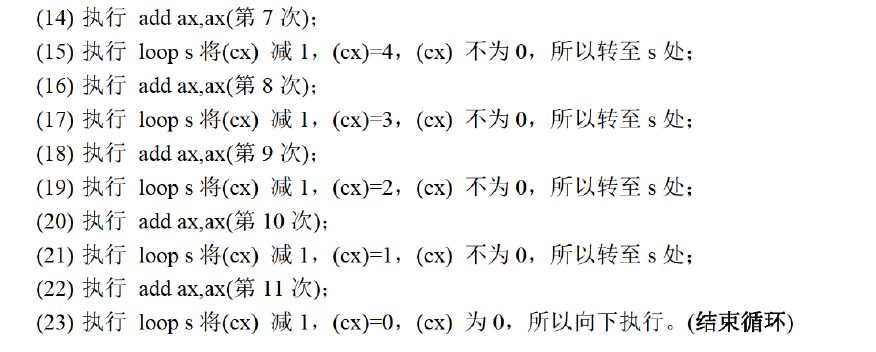 (14) 执行 add ax,ax(第 7 次);
(15) 执行 loop s 将(cx) 减 1，(cx)=4，(cx) 不为 0，所以转至 s 处;
(16) 执行 add ax,ax(第 8 次);
(17) 执行 loop s 将(cx) 减 1，(cx)=3，(cx) 不为 0，所以转至 s 处;
(18) 执行 add ax,ax(第 9 次);
(19) 执行 loop s 将(cx) 减 1，(cx)=2，(cx) 不为 0，所以转至 s 处;
(20) 执行 add ax,ax(第 10 次);
(21) 执行 loop s 将(cx) 减 1，(cx)=1，(cx) 不为 0，所以转至 s 处;
(22) 执行 add ax,ax(第 11 次);
(23) 执行 loop s 将(cx) 减 1，(cx)=0，(cx) 为 0，所以向下执行。(结束循环)